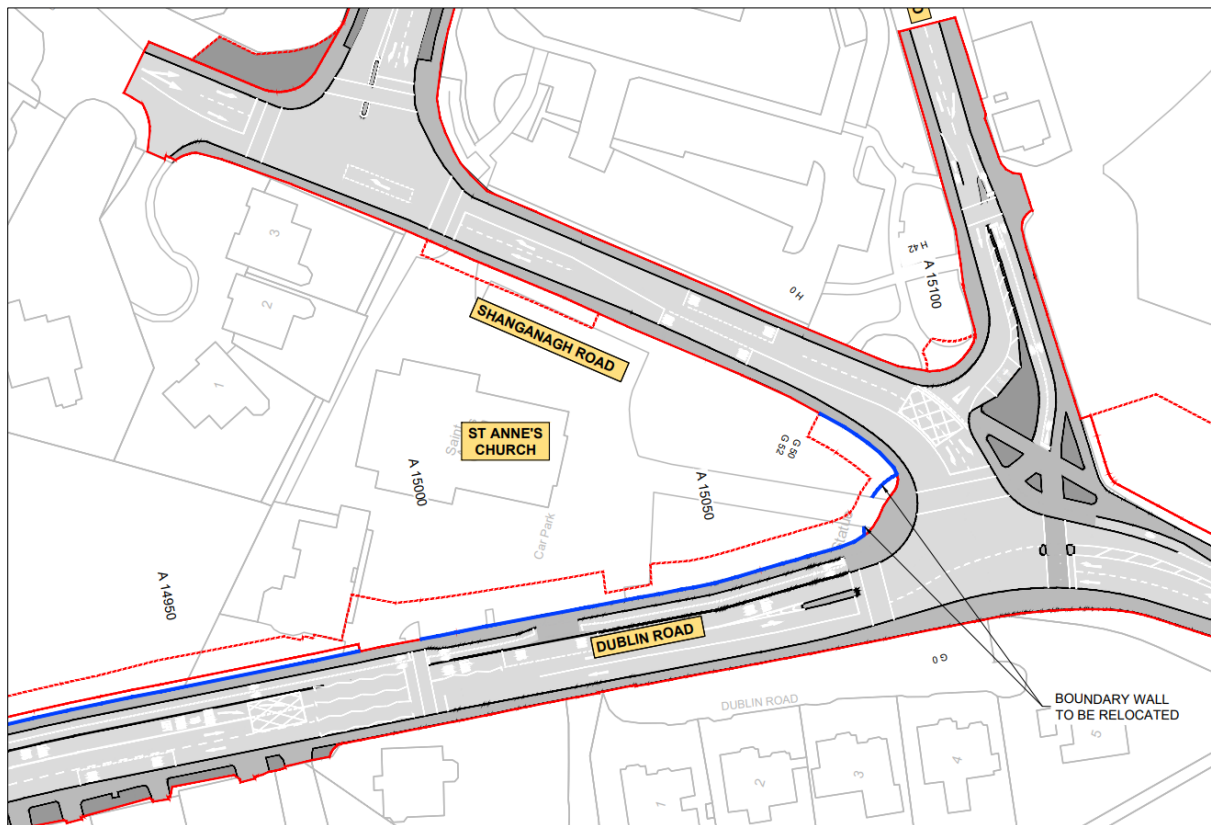 3
2
1
H 42
A 15100
H 0
SHANGANAGH ROAD
ST ANNE'S
CHURCH
G 50
G 52
A 15000
A 15050
Car Park
A 14950
DUBLIN ROAD
G 0
DUBLIN ROAD
BOUNDARY WALL
TO BE RELOCATED
1
2
3
4
5